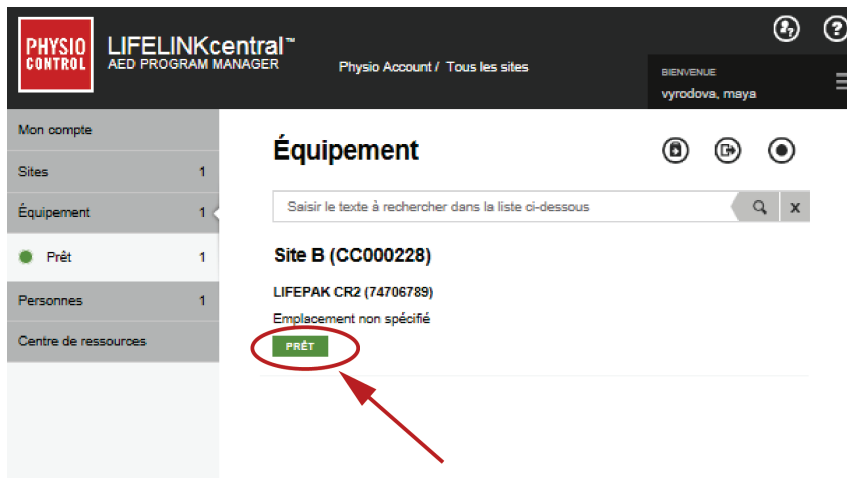 PHYSIO
CONTROL
LIFELINKcentral™
AED PROGRAM MANAGER
Physio Account / Tous les sites
BIENVENUE
vyrodova, maya
Mon compte
Sites 1
Équipement 1
Prêt 1
Personnes 1
Centre de ressources
Équipement
Saisir le texte à rechercher dans la liste ci-dessous
x
Site B (CC000228)
LIFEPAK CR2 (74706789)
Emplacement non spécifié
PRÊT